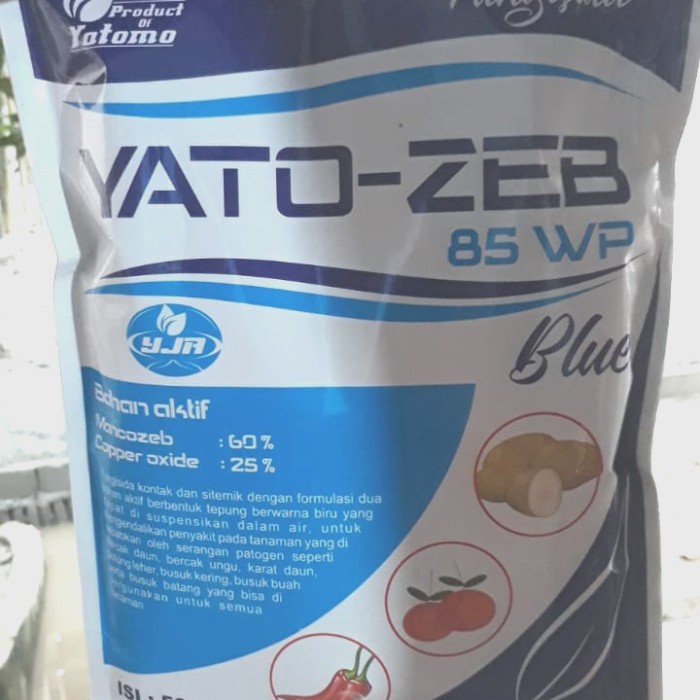 Product
Of
Yatomo
Fungisida
YATO-ZEB
85 WP
YJA
Blue
Bahan aktif
Mancozeb : 60 %
Copper oxide : 25 %
kontak dan sitemik dengan formulasi dua
aktif berbentuk tepung berwarna biru yang
di suspensikan dalam air, untuk
penyakit pada tanaman yang di
oleh serangan patogen seperti
daun, bercak ungu, karat daun,
busuk kering, busuk buah
busuk batang yang bisa di
untuk semua
ISI :